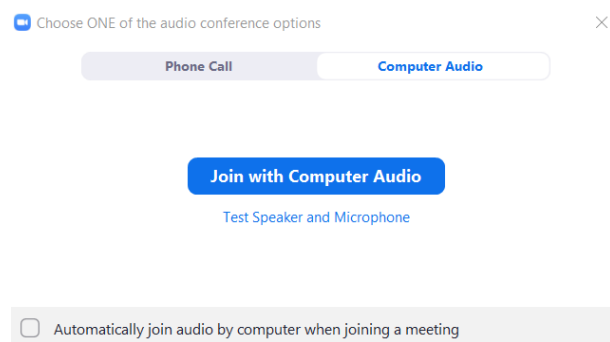 Choose ONE of the audio conference options
Phone Call Computer Audio
Join with Computer Audio
Test Speaker and Microphone
Automatically join audio by computer when joining a meeting